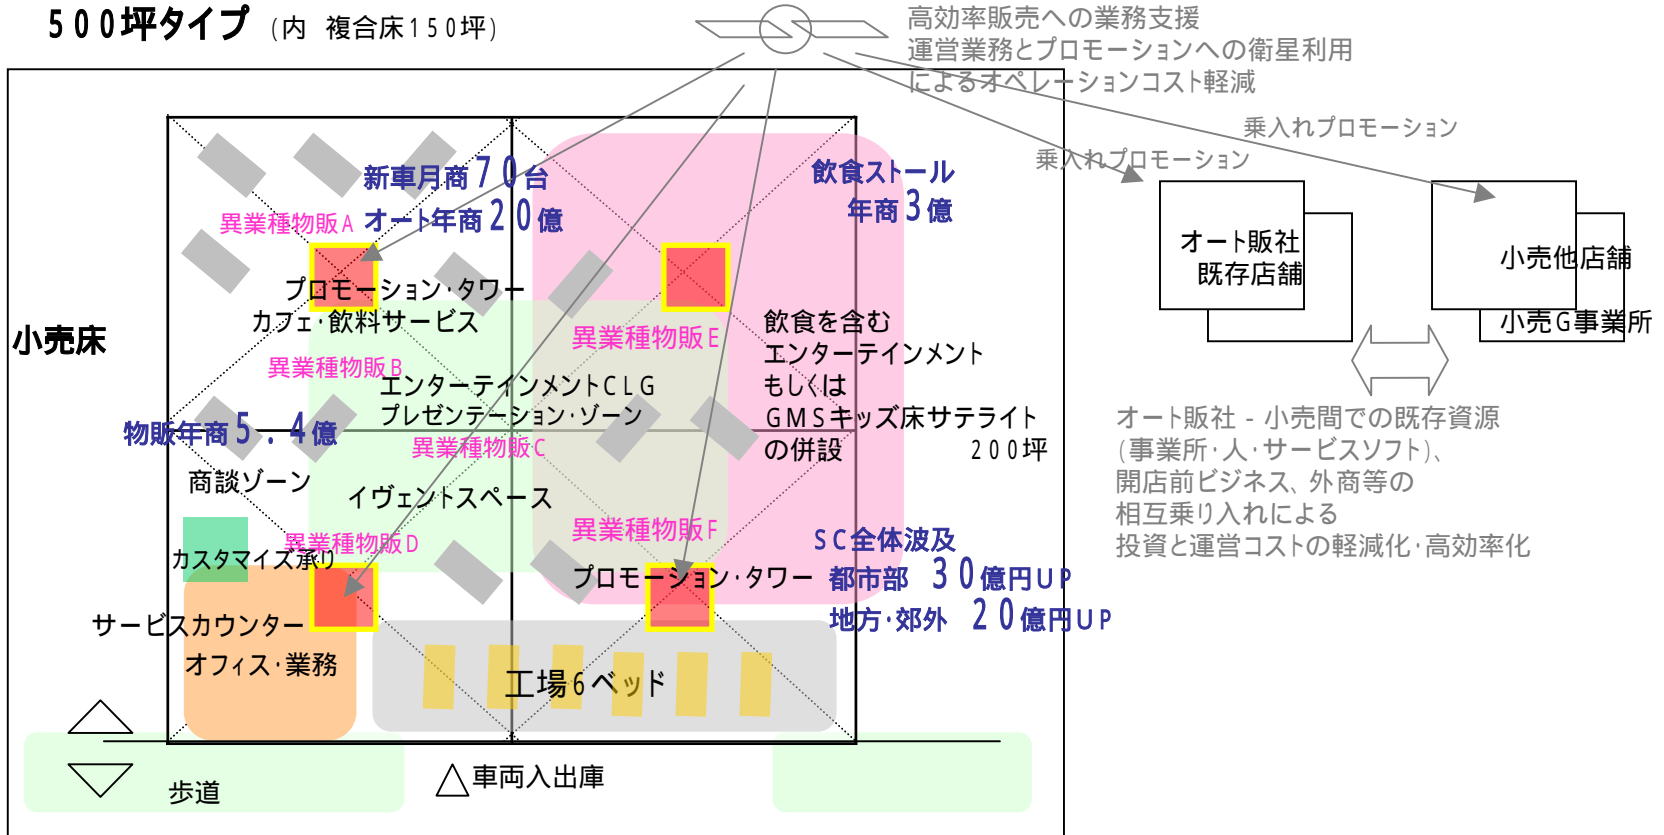 500坪タイプ (内 複合床150坪)
高効率販売への業務支援
運営業務とプロモーションへの衛星利用
によるオペレーションコスト軽減
乗入れプロモーション
乗入れプロモーション
新車月商70台
オート年商20億
飲食ストール
年商3億
異業種物販A
オート販社
既存店舗
小売他店舗
小売G事業所
プロモーション・タワー
カフェ・飲料サービス
小売床
異業種物販B
異業種物販E
飲食を含む
エンターテインメント
もしくは
GMSキッズ床サテライト
の併設 200坪
エンターテインメントCLG
プレゼンテーション・ゾーン
物販年商5.4億
異業種物販C
商談ゾーン
イヴェントスペース
オート販社 - 小売間での既存資源
(事業所・人・サービスソフト)、
開店前ビジネス、外商等の
相互乗り入れによる
投資と運営コストの軽減化・高効率化
異業種物販D
異業種物販F
カスタマイズ承り
プロモーション・タワー
SC全体波及
都市部 30億円UP
地方・郊外 20億円UP
サービスカウンター
オフィス・業務
工場6ベッド
歩道
車両入出庫